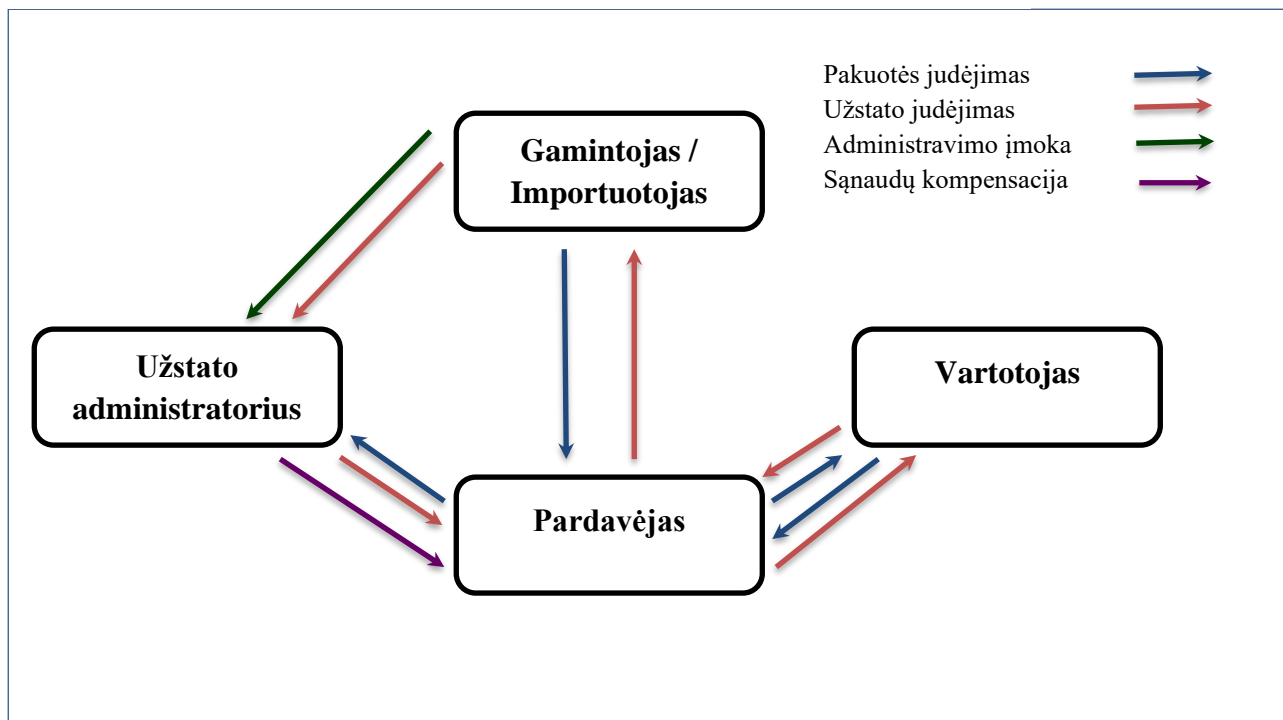 Pakuotės judėjimas
Užstato judėjimas
Administravimo įmoka
Sąnaudų kompensacija
Gamintojas /
Importuotojas
Užstato
administratorius
Vartotojas
Pardavėjas